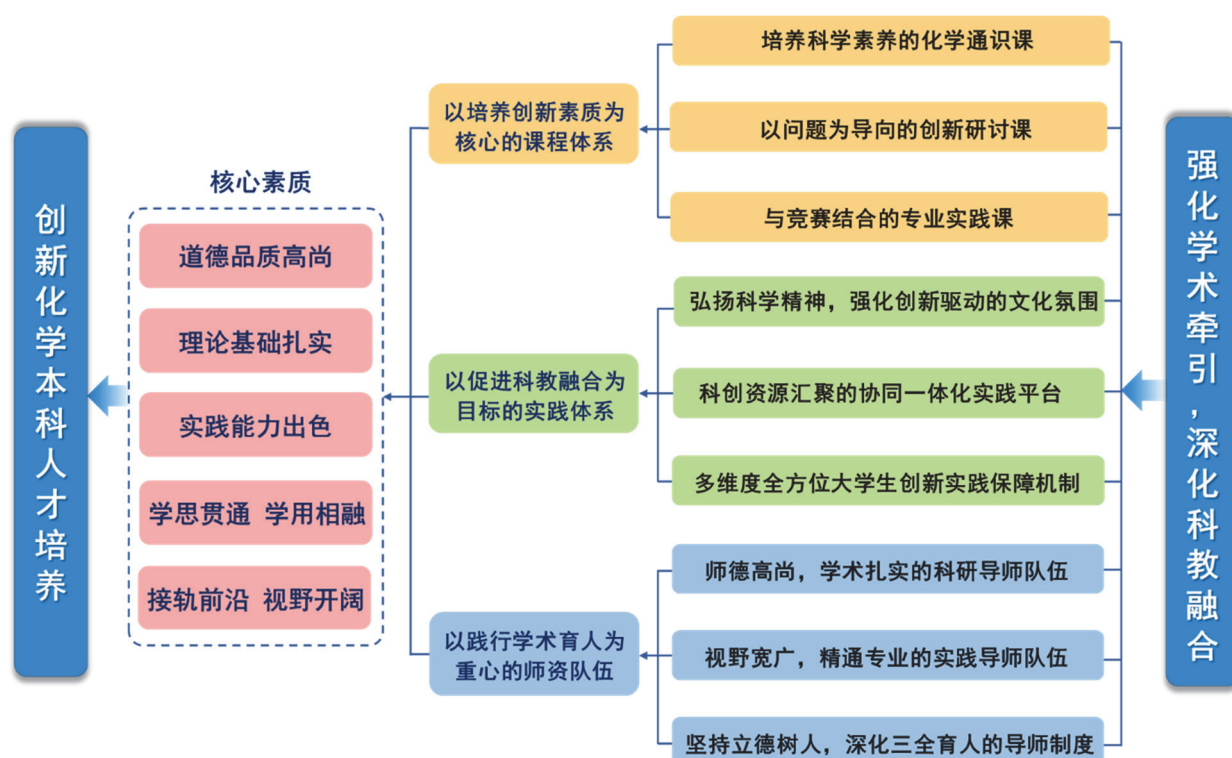 创新化学本科人才培养
核心素质
道德品质高尚
理论基础扎实
实践能力出色
学思贯通 学用相融
接轨前沿 视野开阔
以培养创新素质为
核心的课程体系
以促进科教融合为
目标的实践体系
以践行学术育人为
重心的师资队伍
培养科学素养的化学通识课
以问题为导向的创新研讨课
与竞赛结合的专业实践课
弘扬科学精神，强化创新驱动的文化氛围
科创资源汇聚的协同一体化实践平台
多维度全方位大学生创新实践保障机制
师德高尚，学术扎实的科研导师队伍
视野宽广，精通专业的实践导师队伍
坚持立德树人，深化三全育人的导师制度
强化学术牵引，深化科教融合